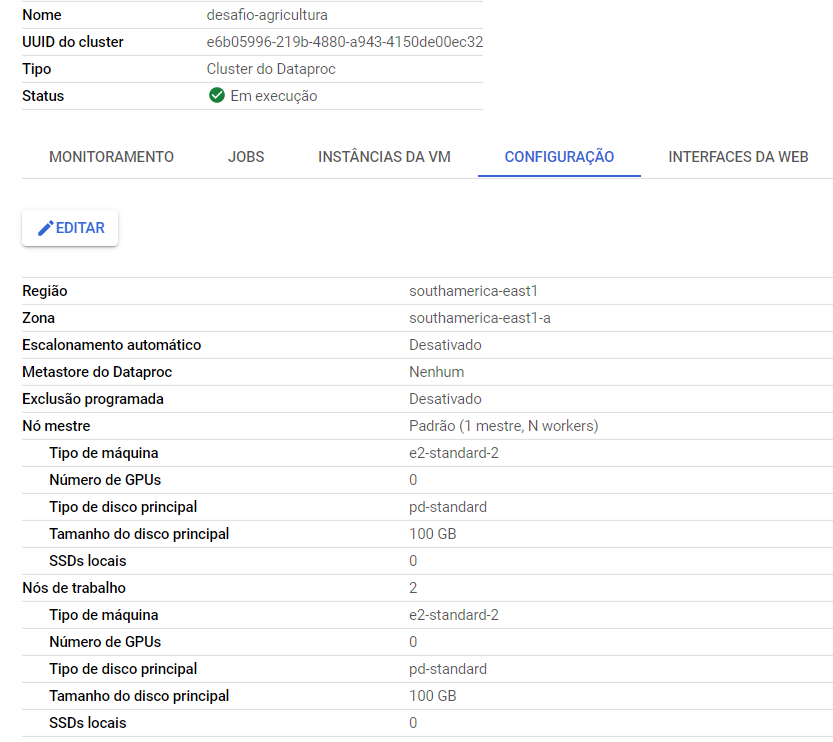 Nome desafio-agricultura
UUID do cluster e6b05996-219b-4880-a943-4150de00ec32
Tipo Cluster do Dataproc
Status Em execução
MONITORAMENTO JOBS INSTÂNCIAS DA VM CONFIGURAÇÃO INTERFACES DA WEB
EDITAR
Região southamerica-east1
Zona southamerica-east1-a
Escalonamento automático Desativado
Metastore do Dataproc Nenhum
Exclusão programada Desativado
Nó mestre Padrão (1 mestre, N workers)
Tipo de máquina e2-standard-2
Número de GPUs 0
Tipo de disco principal pd-standard
Tamanho do disco principal 100 GB
SSDs locais 0
Nós de trabalho 2
Tipo de máquina e2-standard-2
Número de GPUs 0
Tipo de disco principal pd-standard
Tamanho do disco principal 100 GB
SSDs locais 0